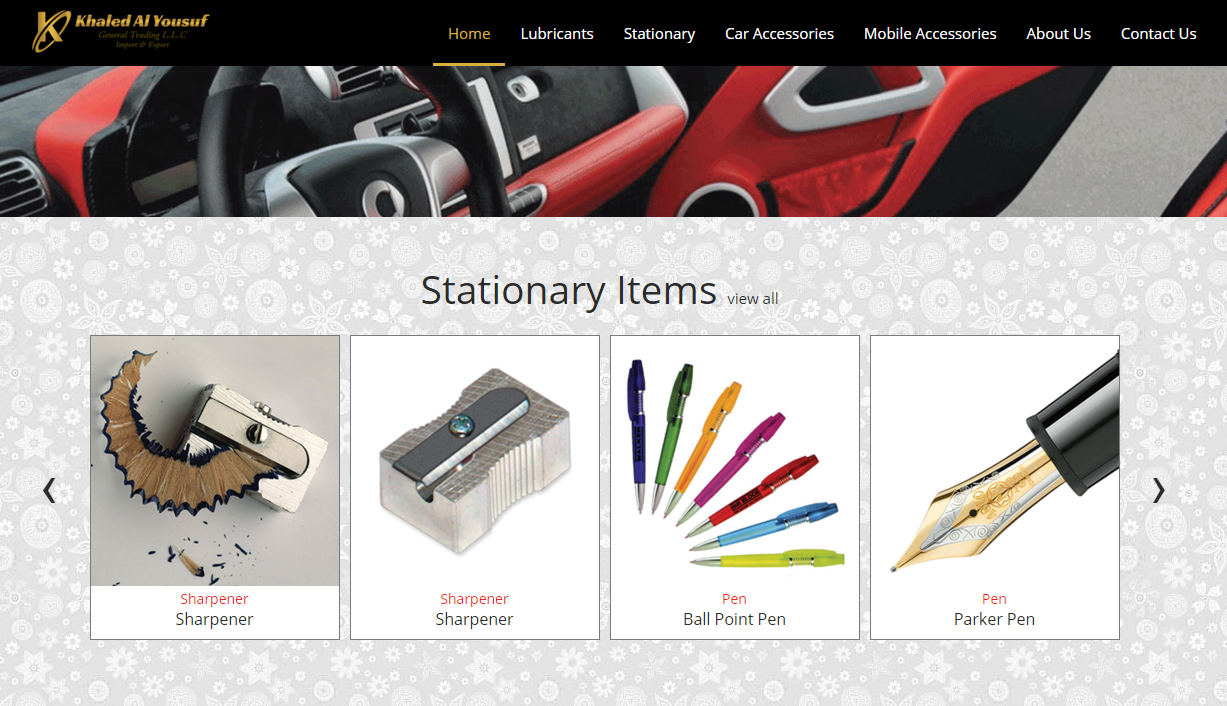 Khaled Al Yousuf
General Trading L.L.C
Import & Export
Home
Lubricants
Stationary
Car Accessories
Mobile Accessories
About Us
Contact Us
Stationary Items view all
Sharpener
Sharpener
Sharpener
Sharpener
Pen
Ball Point Pen
Pen
Parker Pen